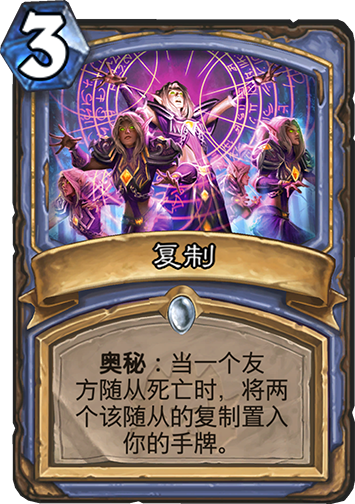 3
复制
奥秘：当一个友
方随从死亡时，将两
个该随从的复制置入
你的手牌。